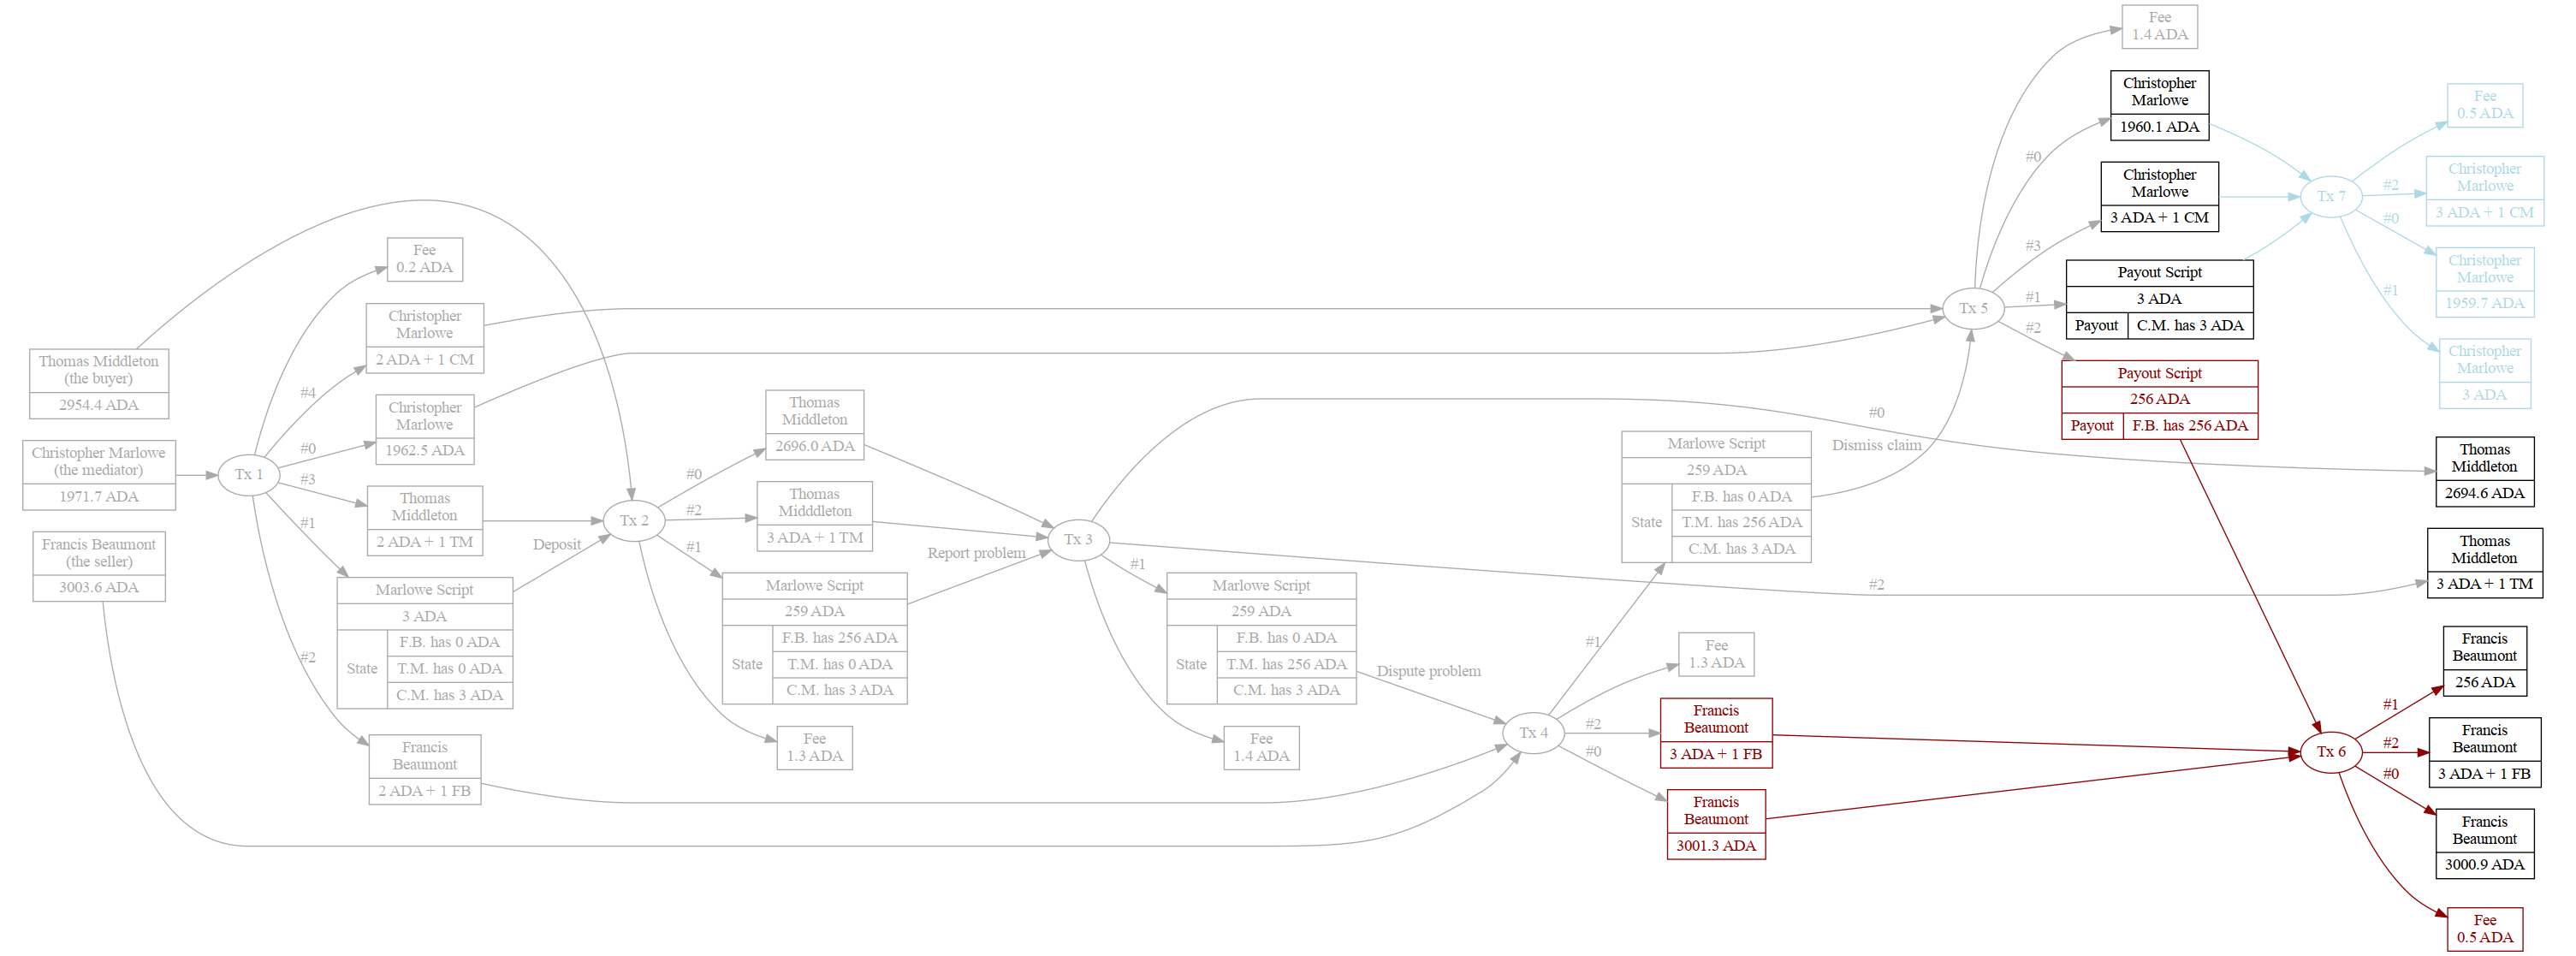 Thomas Middleton
(the buyer)
2954.4 ADA
Christopher Marlowe
(the mediator)
1971.7 ADA
Francis Beaumont
(the seller)
3003.6 ADA
Tx 1
#4
#0
#3
#1
#2
Fee
0.2 ADA
Christopher
Marlowe
2 ADA + 1 CM
Christopher
Marlowe
1962.5 ADA
Thomas
Middleton
2 ADA + 1 TM
Marlowe Script
3 ADA
State
F.B. has 0 ADA
T.M. has 0 ADA
C.M. has 3 ADA
Francis
Beaumont
2 ADA + 1 FB
Deposit
Tx 2
#0
#2
#1
Thomas
Middleton
2696.0 ADA
Thomas
Midddleton
3 ADA + 1 TM
Marlowe Script
259 ADA
State
F.B. has 256 ADA
T.M. has 0 ADA
C.M. has 3 ADA
Fee
1.3 ADA
Report problem
Tx 3
#1
#0
#2
Marlowe Script
259 ADA
State
F.B. has 0 ADA
T.M. has 256 ADA
C.M. has 3 ADA
Fee
1.4 ADA
Dispute problem
Tx 4
#1
#2
#0
Marlowe Script
259 ADA
State
F.B. has 0 ADA
T.M. has 256 ADA
C.M. has 3 ADA
Fee
1.3 ADA
Francis
Beaumont
3 ADA + 1 FB
Francis
Beaumont
3001.3 ADA
Dismiss claim
Tx 5
#0
#3
#1
#2
Fee
1.4 ADA
Christopher
Marlowe
1960.1 ADA
Christopher
Marlowe
3 ADA + 1 CM
Payout Script
3 ADA
Payout
C.M. has 3 ADA
Payout Script
256 ADA
Payout
F.B. has 256 ADA
Tx 7
#2
#0
#1
Fee
0.5 ADA
Christopher
Marlowe
3 ADA + 1 CM
Christopher
Marlowe
1959.7 ADA
Christopher
Marlowe
3 ADA
Thomas
Middleton
2694.6 ADA
Thomas
Middleton
3 ADA + 1 TM
Tx 6
#1
#2
#0
Francis
Beaumont
256 ADA
Francis
Beaumont
3 ADA + 1 FB
Francis
Beaumont
3000.9 ADA
Fee
0.5 ADA